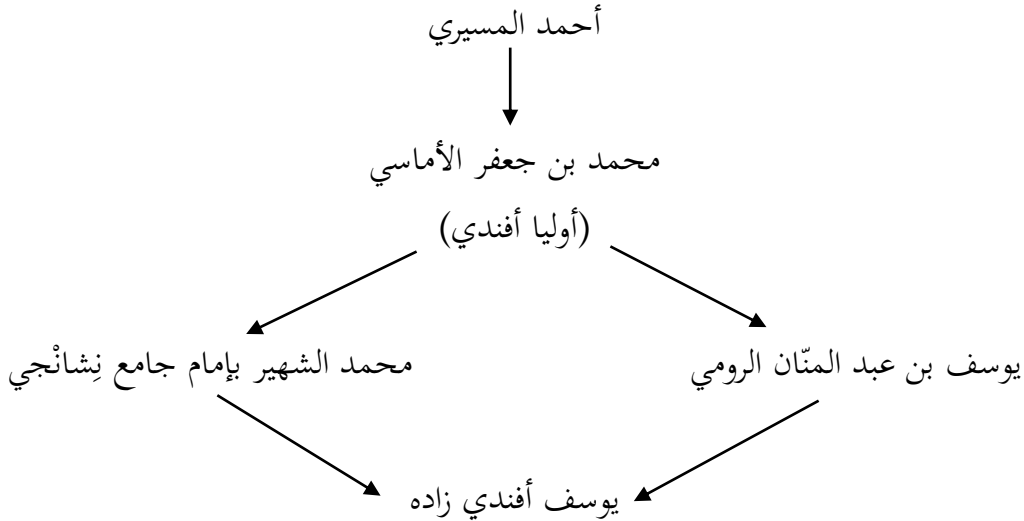 أحمد المسيري
محمد بن جعفر الأماسي
(أوليا أفندي)
يوسف بن عبد المنّان الرومي
محمد الشهير بإمام جامع نِشانْجي
يوسف أفندي زاده